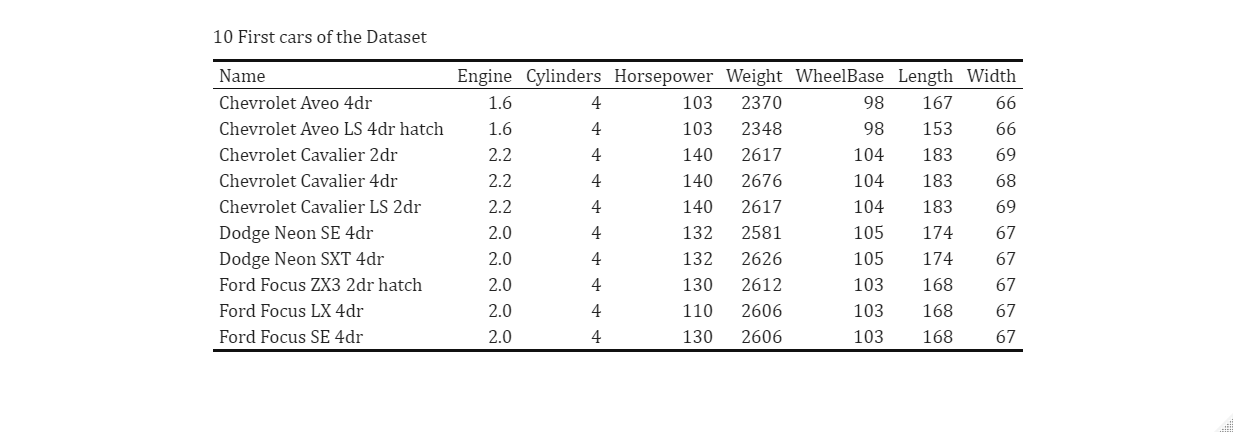 10 First cars of the Dataset
Name Engine Cylinders Horsepower Weight WheelBase Length Width
Chevrolet Aveo 4dr 1.6 4 103 2370 98 167 66
Chevrolet Aveo LS 4dr hatch 1.6 4 103 2348 98 153 66
Chevrolet Cavalier 2dr 2.2 4 140 2617 104 183 69
Chevrolet Cavalier 4dr 2.2 4 140 2676 104 183 68
Chevrolet Cavalier LS 2dr 2.2 4 140 2617 104 183 69
Dodge Neon SE 4dr 2.0 4 132 2581 105 174 67
Dodge Neon SXT 4dr 2.0 4 132 2626 105 174 67
Ford Focus ZX3 2dr hatch 2.0 4 130 2612 103 168 67
Ford Focus LX 4dr 2.0 4 110 2606 103 168 67
Ford Focus SE 4dr 2.0 4 130 2606 103 168 67